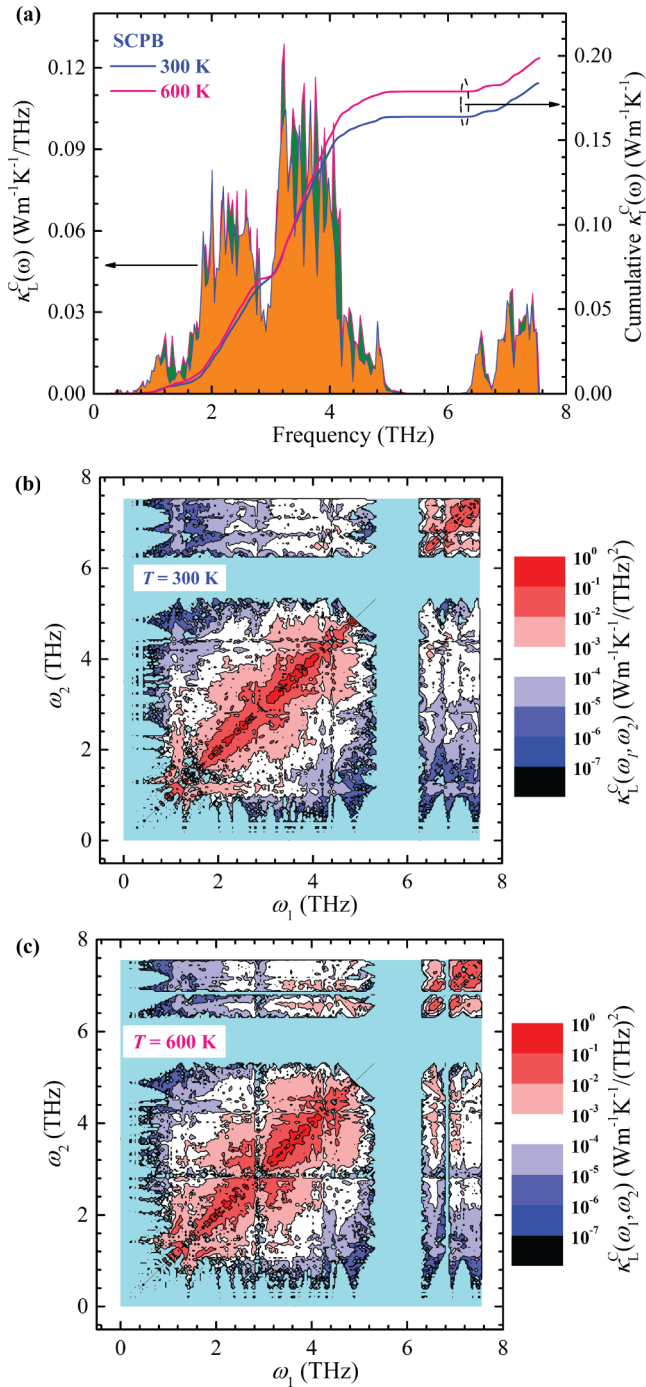 (a)
SCPB
300 K
600 K
κ_L^C(ω) (Wm⁻¹K⁻¹/THz)
0.12
0.09
0.06
0.03
0.00
Cumulative κ_L^C(ω) (Wm⁻¹K⁻¹)
0.20
0.15
0.10
0.05
0.00
0 2 4 6 8
Frequency (THz)
(b)
8
6
4
2
0
ω₂ (THz)
T = 300 K
0 2 4 6 8
ω₁ (THz)
10⁰
10⁻¹
10⁻²
10⁻³
10⁻⁴
10⁻⁵
10⁻⁶
10⁻⁷
κ_L^C(ω₁, ω₂) (Wm⁻¹K⁻¹/(THz)²)
(c)
8
6
4
2
0
ω₂ (THz)
T = 600 K
0 2 4 6 8
ω₁ (THz)
10⁰
10⁻¹
10⁻²
10⁻³
10⁻⁴
10⁻⁵
10⁻⁶
10⁻⁷
κ_L^C(ω₁, ω₂) (Wm⁻¹K⁻¹/(THz)²)